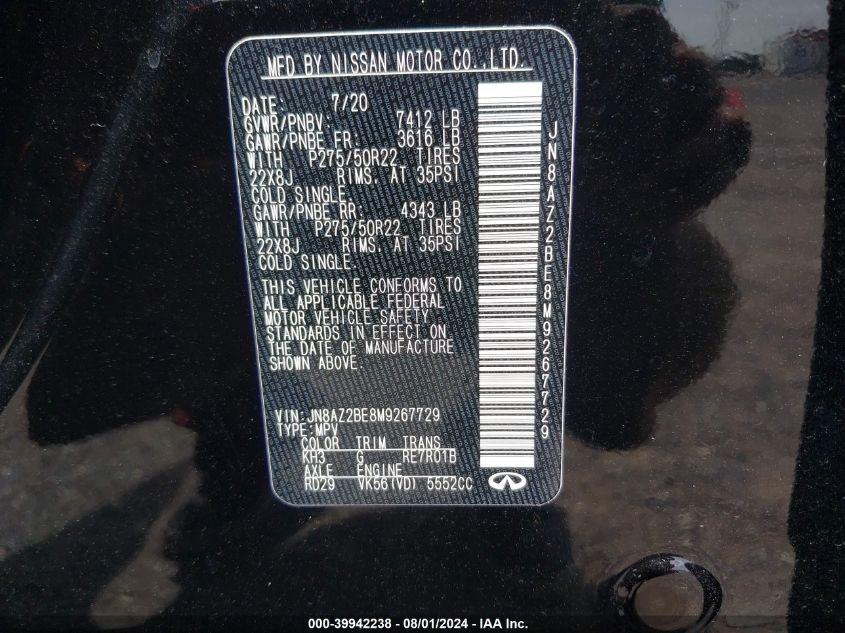 MFD BY NISSAN MOTOR CO.,LTD.
DATE: 7/20
GVWR/PNBV: 7412 LB
GAWR/PNBE FR: 3616 LB
WITH P275/50R22 TIRES
22X8J RIMS. AT 35PSI
COLD SINGLE.
GAWR/PNBE RR: 4343 LB
WITH P275/50R22 TIRES
22X8J RIMS. AT 35PSI
COLD SINGLE.
THIS VEHICLE CONFORMS TO
ALL APPLICABLE FEDERAL
MOTOR VEHICLE SAFETY
STANDARDS IN EFFECT ON
THE DATE OF MANUFACTURE
SHOWN ABOVE.
VIN:JN8AZ2BE8M9267729
TYPE:MPV
COLOR TRIM TRANS
KH3 G RE7R01B
AXLE ENGINE
RD29 VK56(VD) 5552CC
JN8AZ2BE8M9267729
000-39942238 - 08/01/2024 - IAA Inc.